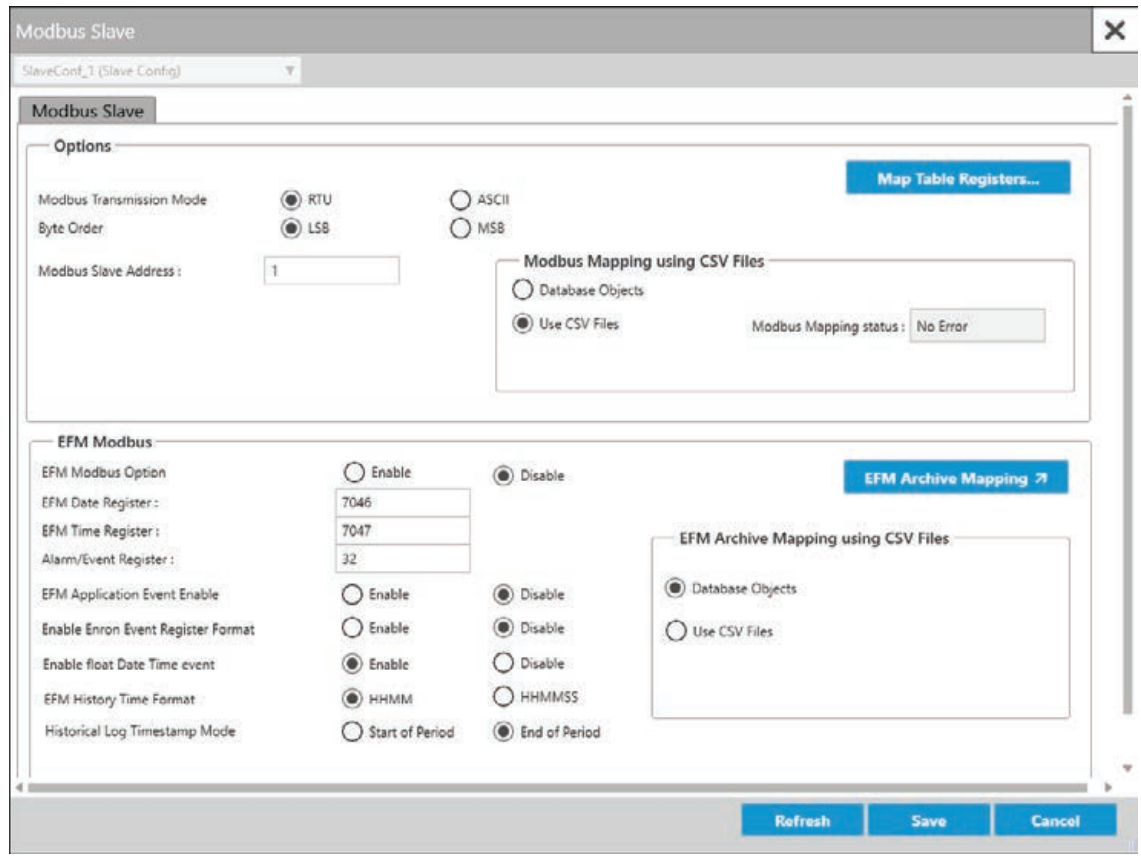 Modbus Slave
SlaveConf_1 (Slave Config)
Modbus Slave
Options
Map Table Registers...
Modbus Transmission Mode RTU ASCII
Byte Order LSB MSB
Modbus Slave Address : 1
Modbus Mapping using CSV Files
Database Objects
Use CSV Files Modbus Mapping status : No Error
EFM Modbus
EFM Modbus Option Enable Disable
EFM Archive Mapping
EFM Date Register : 7046
EFM Time Register : 7047
Alarm/Event Register : 32
EFM Archive Mapping using CSV Files
Database Objects
Use CSV Files
EFM Application Event Enable Enable Disable
Enable Enron Event Register Format Enable Disable
Enable float Date Time event Enable Disable
EFM History Time Format HHMM HHMMSS
Historical Log Timestamp Mode Start of Period End of Period
Refresh Save Cancel